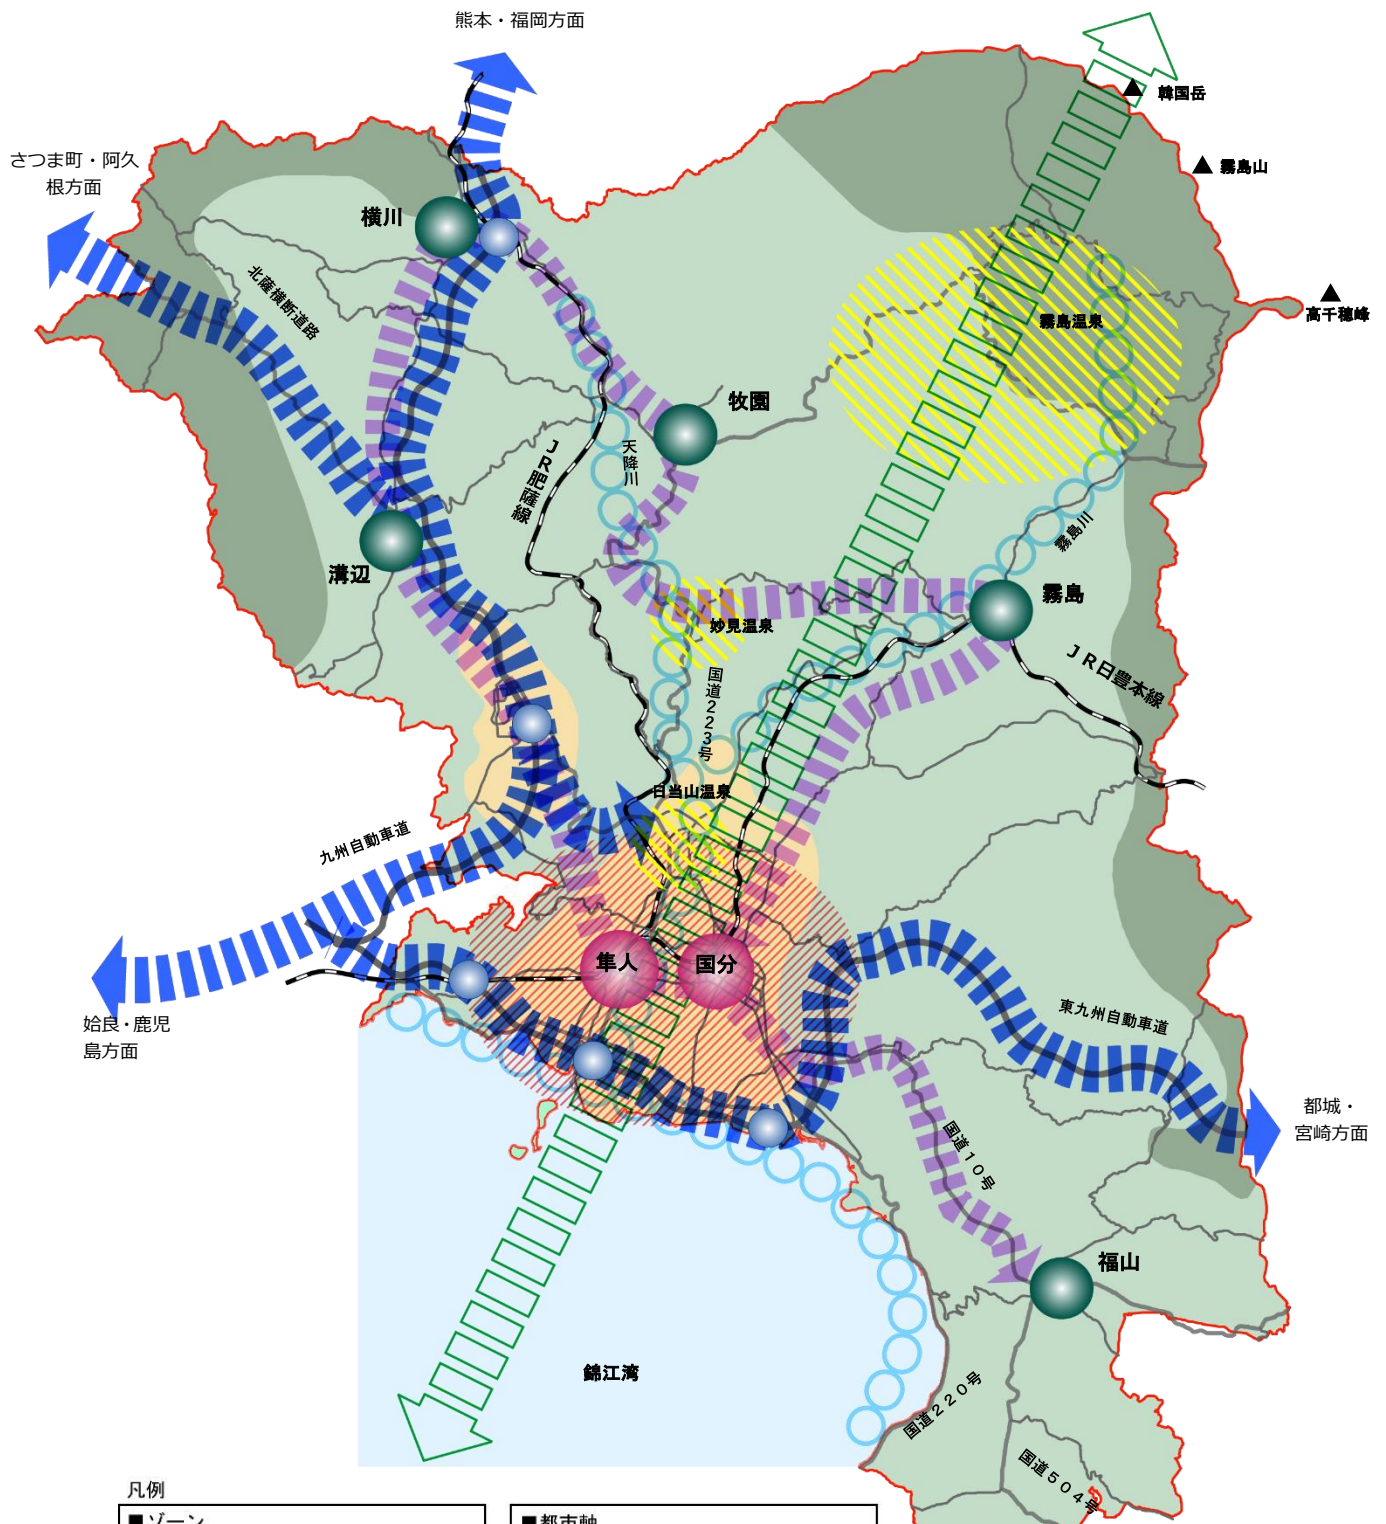 熊本・福岡方面
韓国岳
さつま町・阿久
根方面
霧島山
横川
北薩横断道路
高千穂峰
霧島温泉
牧園
天降川
ＪＲ肥薩線
霧島川
溝辺
霧島
妙見温泉
ＪＲ日豊本線
国道２２３号
日当山温泉
九州自動車道
隼人
国分
東九州自動車道
姶良・鹿児
島方面
都城・
宮崎方面
国道１０号
福山
錦江湾
国道２２０号
国道５０４号
凡例
■ゾーン
■都市軸